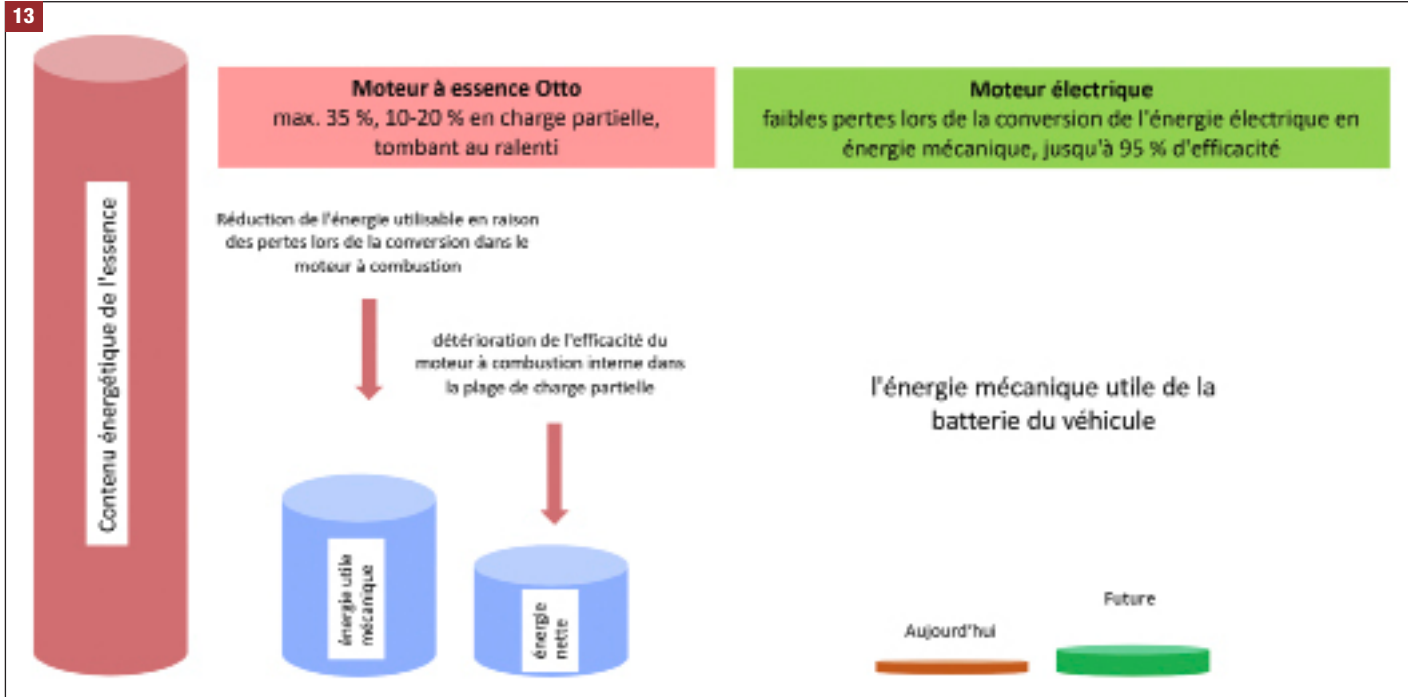 13
Moteur à essence Otto
max. 35 %, 10-20 % en charge partielle,
tombant au ralenti
Moteur électrique
faibles pertes lors de la conversion de l'énergie électrique en
énergie mécanique, jusqu'à 95 % d'efficacité
Contenu énergétique de l'essence
Réduction de l'énergie utilisable en raison
des pertes lors de la conversion dans le
moteur à combustion
détérioration de l'efficacité du
moteur à combustion interne dans
la plage de charge partielle
l'énergie mécanique utile de la
batterie du véhicule
énergie utile
mécanique
énergie
nette
Aujourd'hui
Future